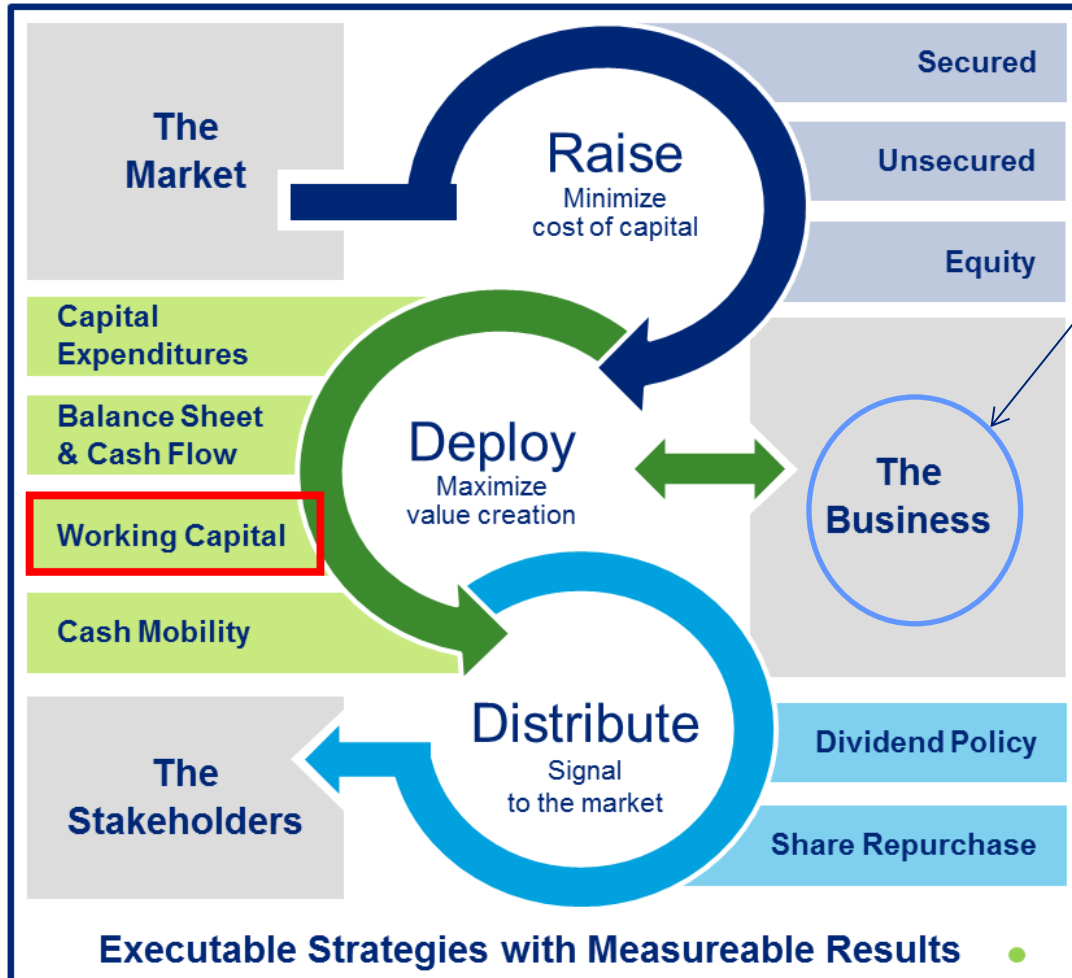 The
Market
Raise
Minimize
cost of capital
Secured
Unsecured
Equity
Capital
Expenditures
Balance Sheet
& Cash Flow
Working Capital
Cash Mobility
Deploy
Maximize
value creation
The
Business
The
Stakeholders
Distribute
Signal
to the market
Dividend Policy
Share Repurchase
Executable Strategies with Measureable Results